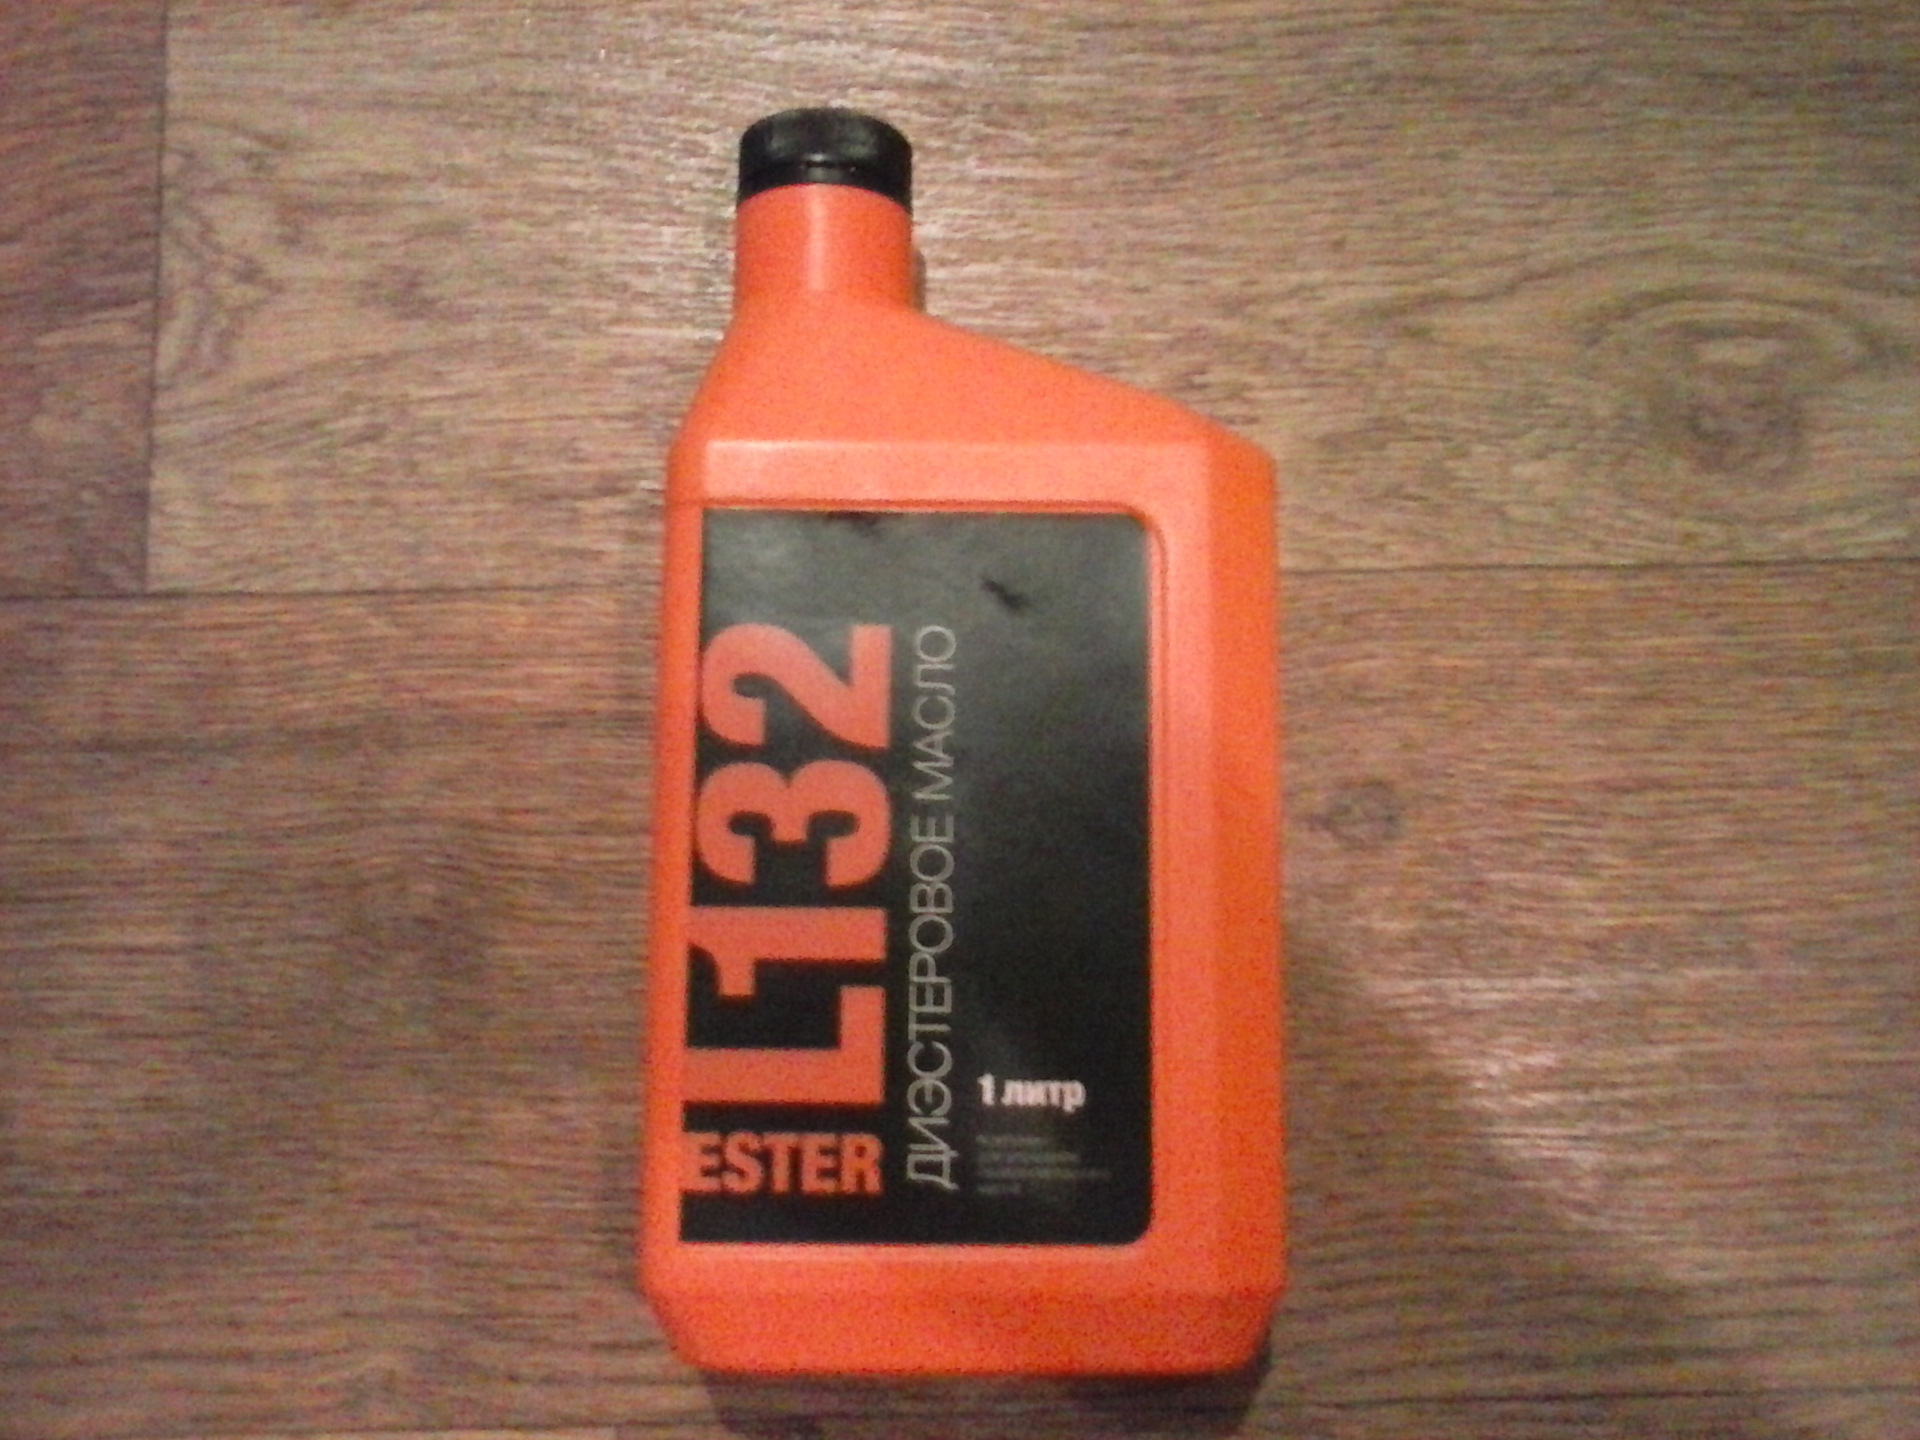 ESTER L132
ДИЭСТЕРОВОЕ МАСЛО
1 литр